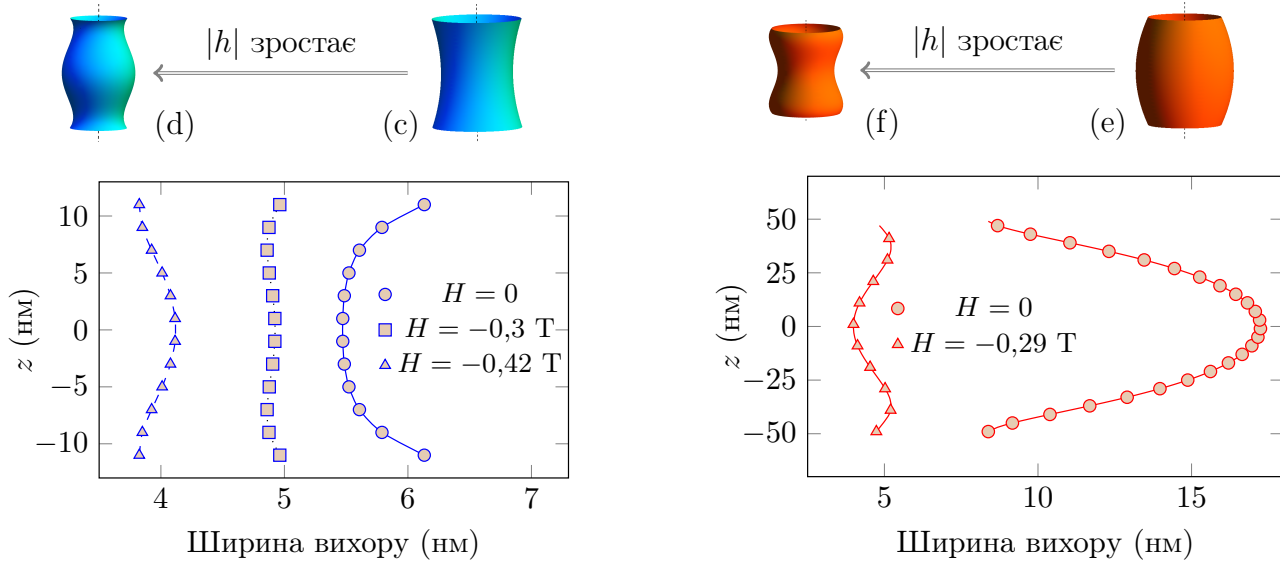 |h| зростає
(d)
(c)
|h| зростає
(f)
(e)
10
5
0
−5
−10
z (нм)
H = 0
H = −0,3 T
H = −0,42 T
4
5
6
7
Ширина вихору (нм)
50
25
0
−25
−50
z (нм)
H = 0
H = −0,29 T
5
10
15
Ширина вихору (нм)